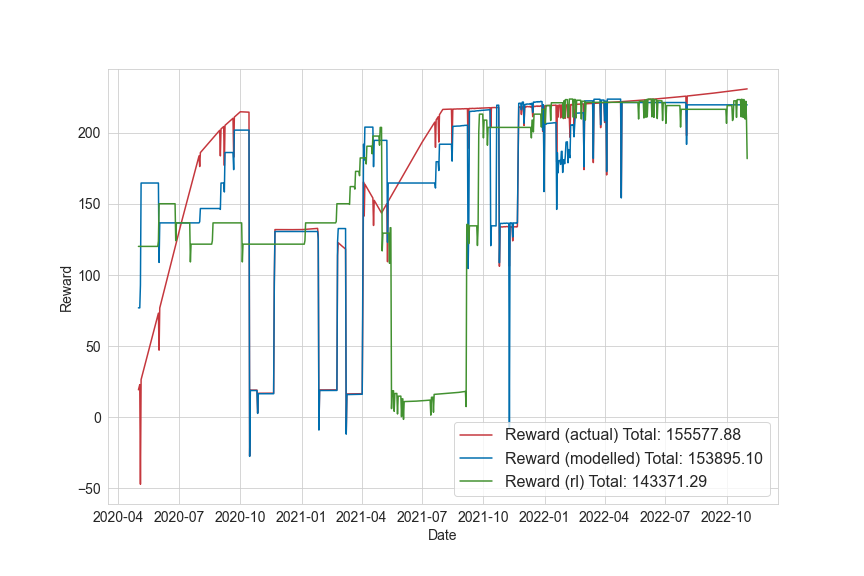 200
150
100
50
0
−50
Reward
2020-04 2020-07 2020-10 2021-01 2021-04 2021-07 2021-10 2022-01 2022-04 2022-07 2022-10
Date
Reward (actual) Total: 155577.88
Reward (modelled) Total: 153895.10
Reward (rl) Total: 143371.29